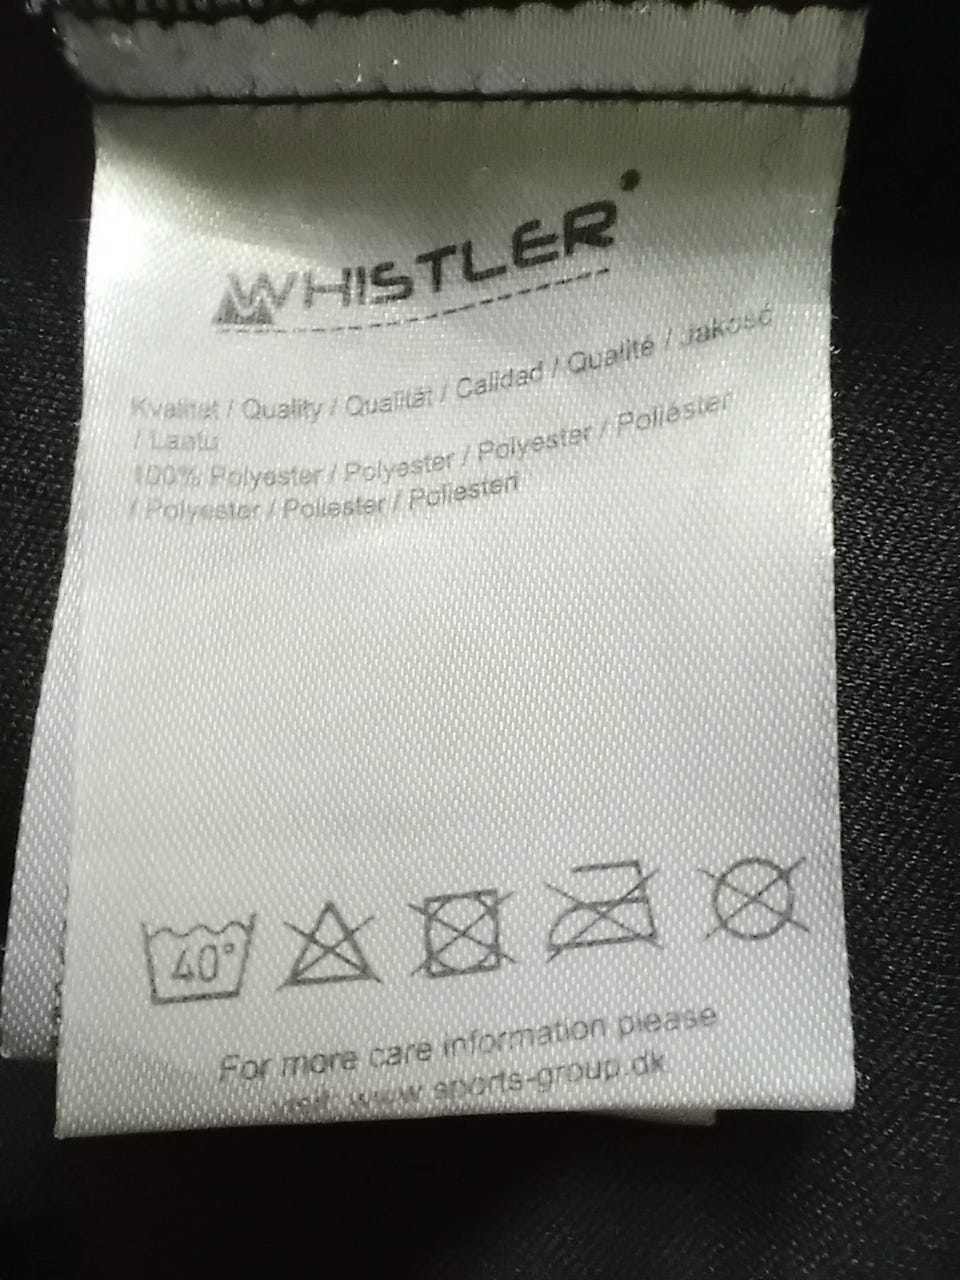 WHISTLER
Kvalitet / Quality / Qualität / Calidad / Qualité / Jakość
/ Laatu
100% Polyester / Polyester / Polyester / Poliéster
/ Polyester / Poliester / Poliesteri
40°
For more care information please
visit: www.sports-group.dk